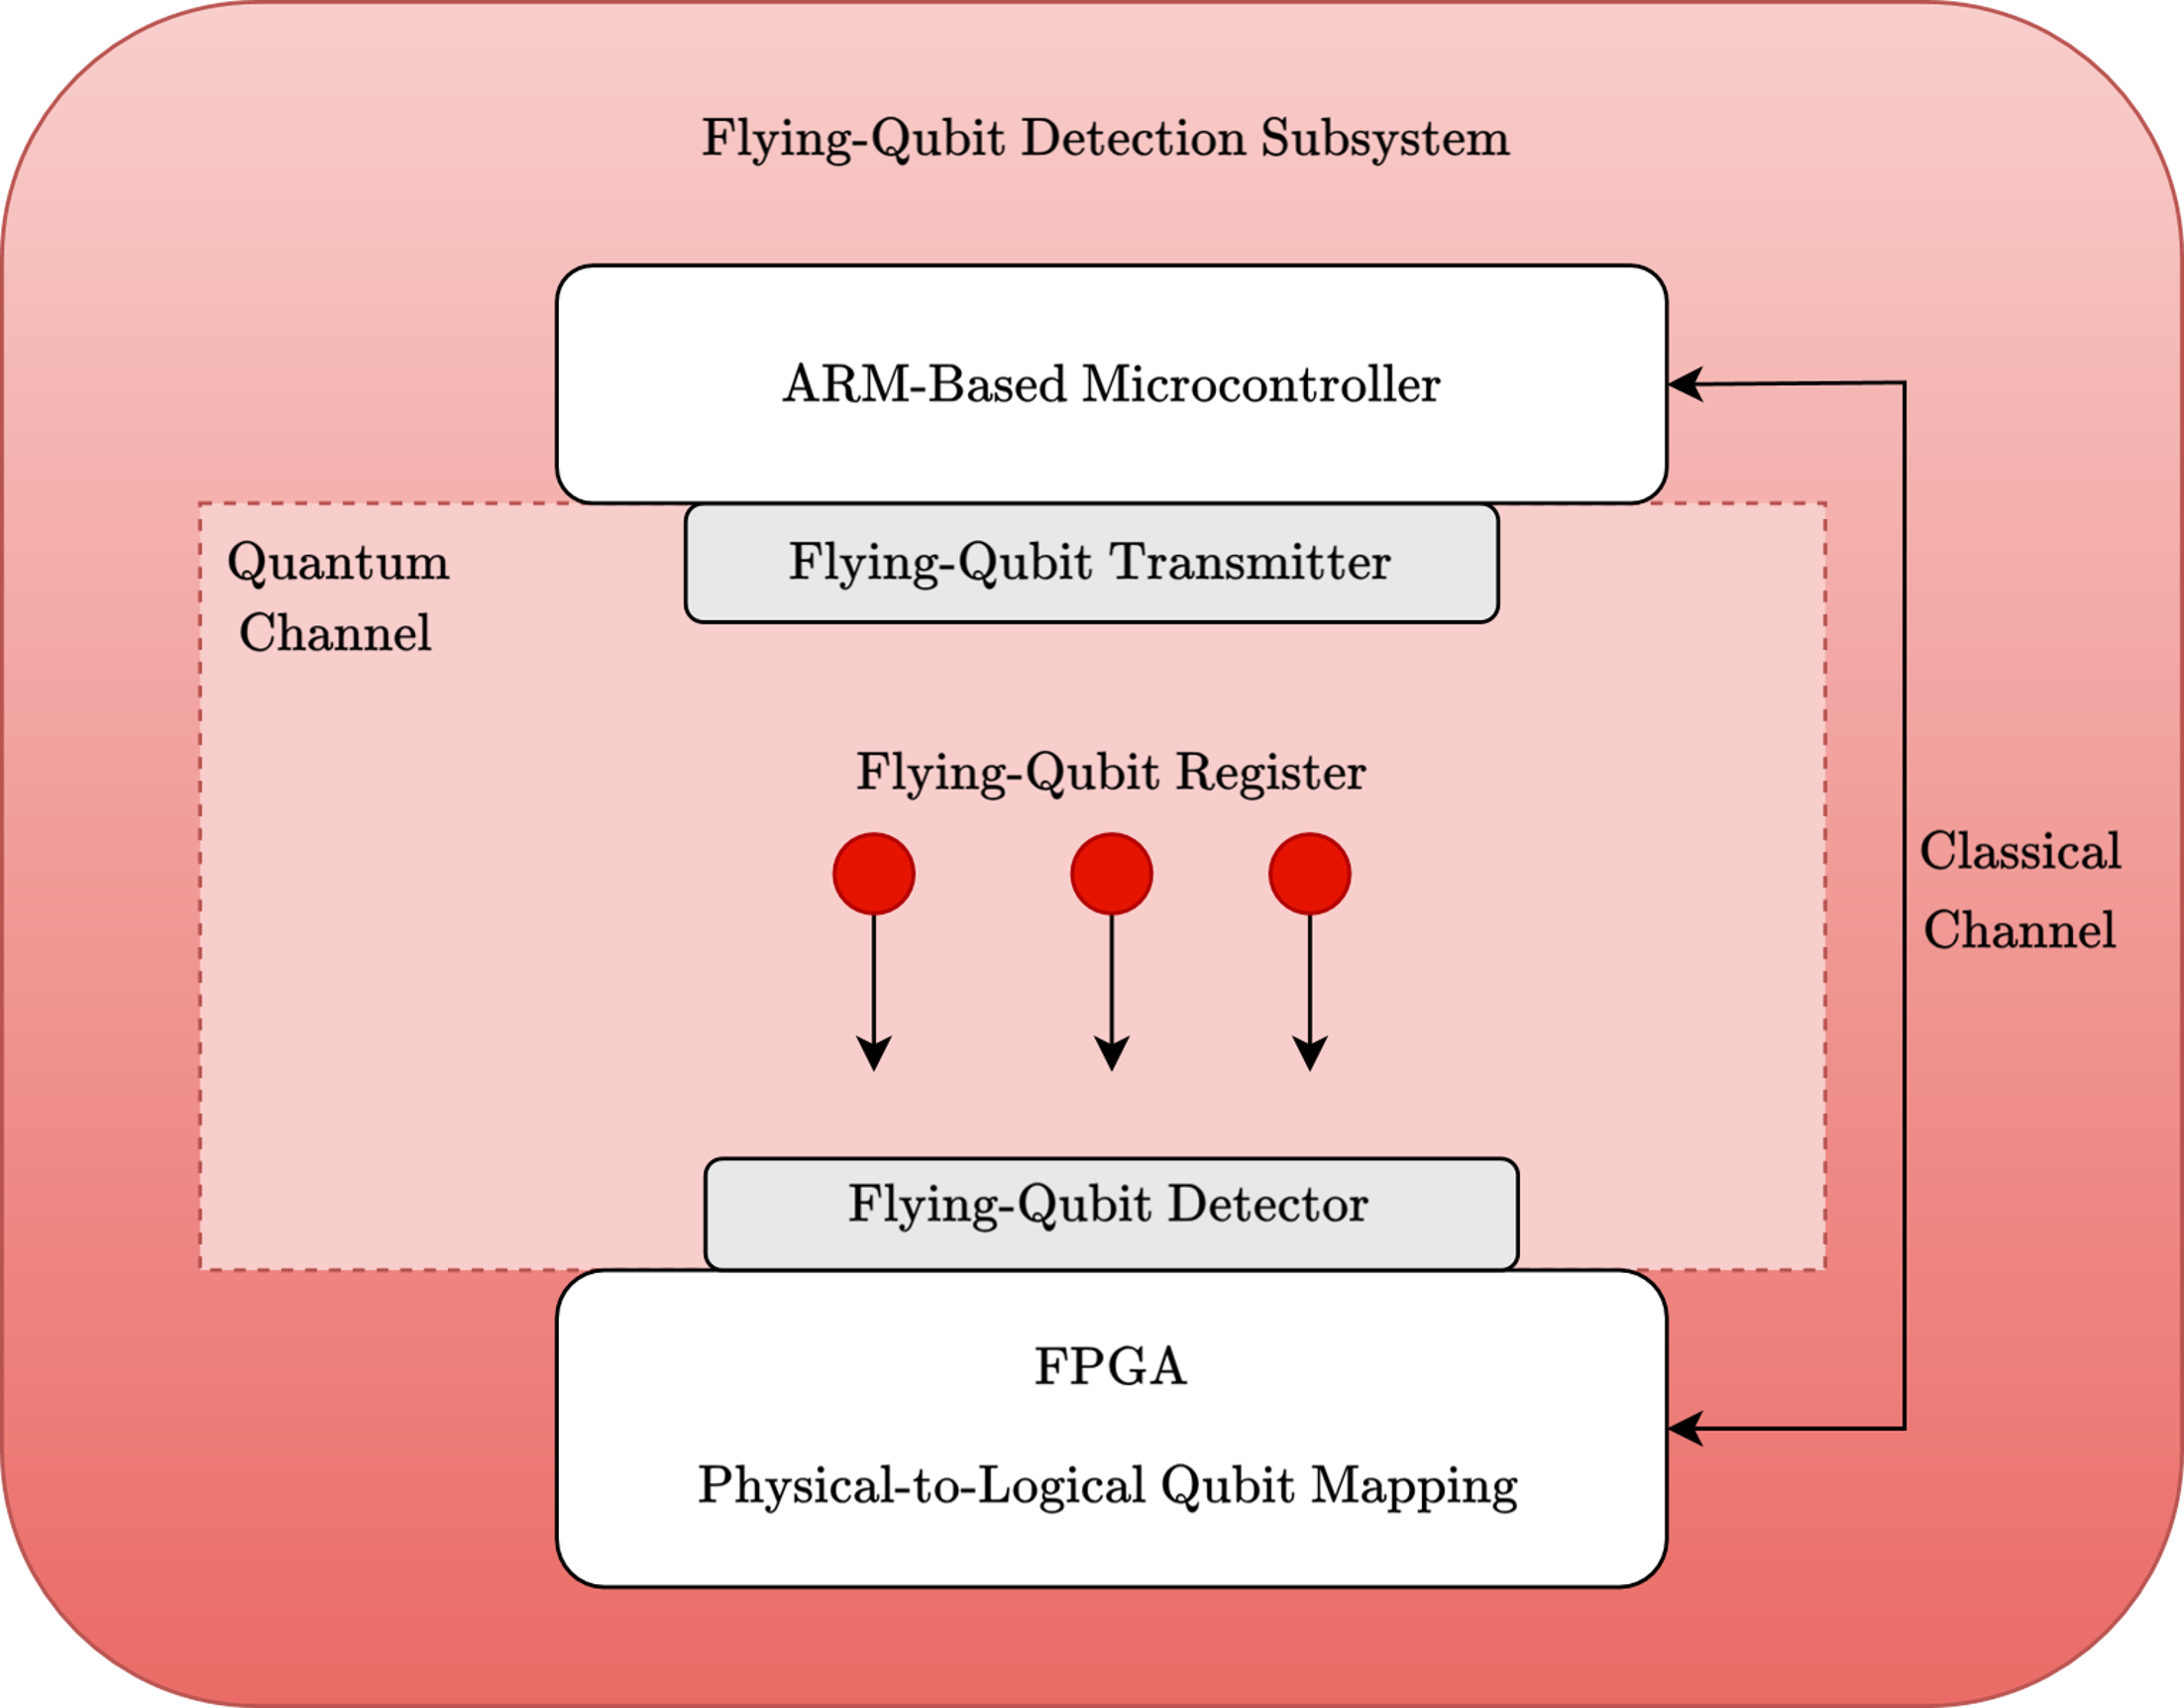 Flying-Qubit Detection Subsystem
ARM-Based Microcontroller
Quantum
Channel
Flying-Qubit Transmitter
Flying-Qubit Register
Classical
Channel
Flying-Qubit Detector
FPGA
Physical-to-Logical Qubit Mapping